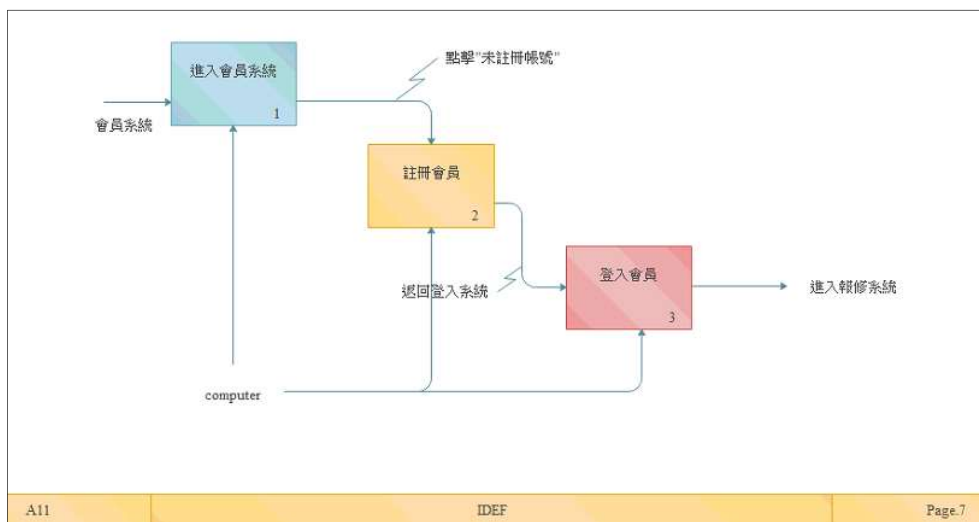 點擊"未註冊帳號"
進入會員系統
1
會員系統
註冊會員
2
返回登入系統
登入會員
3
進入報修系統
computer
A11
IDEF
Page.7